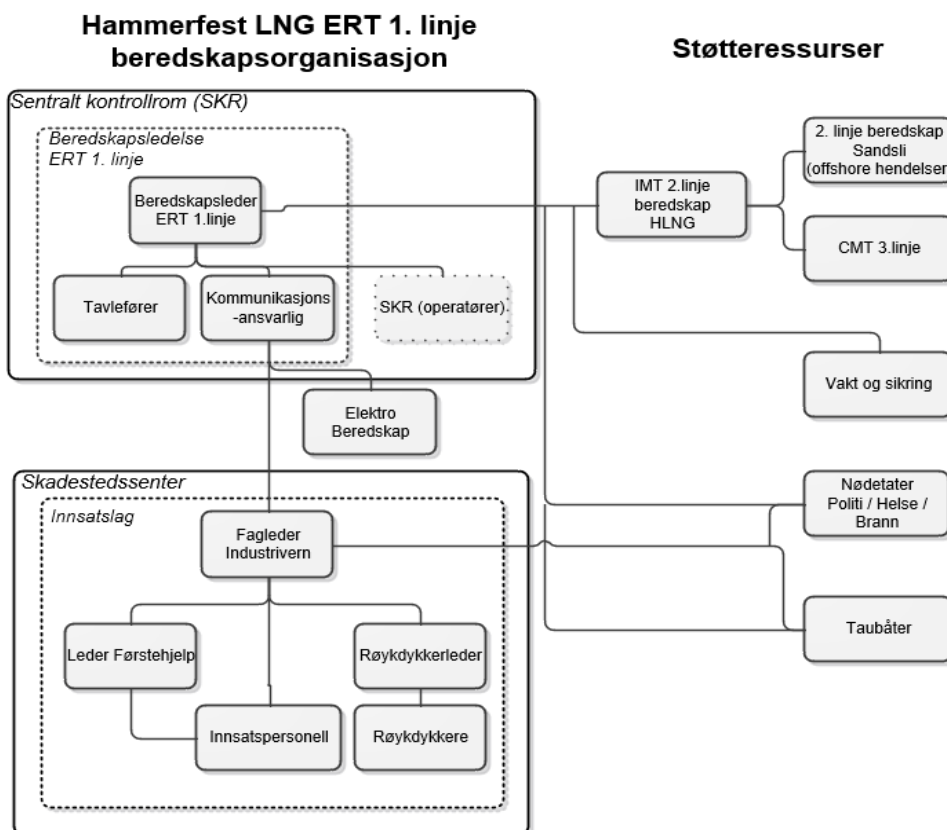 Hammerfest LNG ERT 1. linje
beredskapsorganisasjon
Støtteressurser
Sentralt kontrollrom (SKR)
Beredskapsledelse
ERT 1. linje
Beredskapsleder
ERT 1.linje
Tavlefører
Kommunikasjons
-ansvarlig
SKR (operatører)
Elektro
Beredskap
IMT 2.linje
beredskap
HLNG
2. linje beredskap
Sandsli
(offshore hendelser
CMT 3.linje
Vakt og sikring
Skadestedssenter
Innsatslag
Fagleder
Industrivern
Leder Førstehjelp
Røykdykkerleder
Innsatspersonell
Røykdykkere
Nødetater
Politi / Helse /
Brann
Taubåter